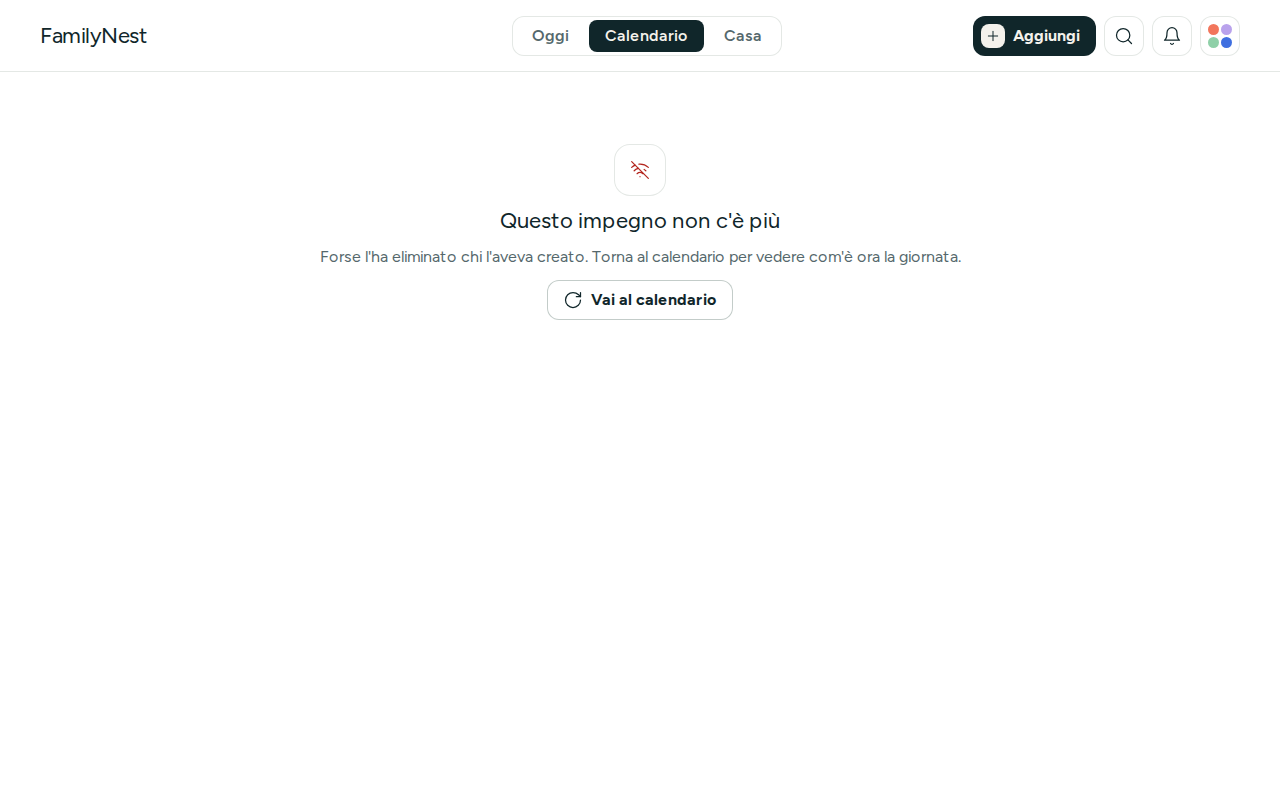 FamilyNest
Oggi
Calendario
Casa
Aggiungi
Questo impegno non c'è più
Forse l'ha eliminato chi l'aveva creato. Torna al calendario per vedere com'è ora la giornata.
Vai al calendario